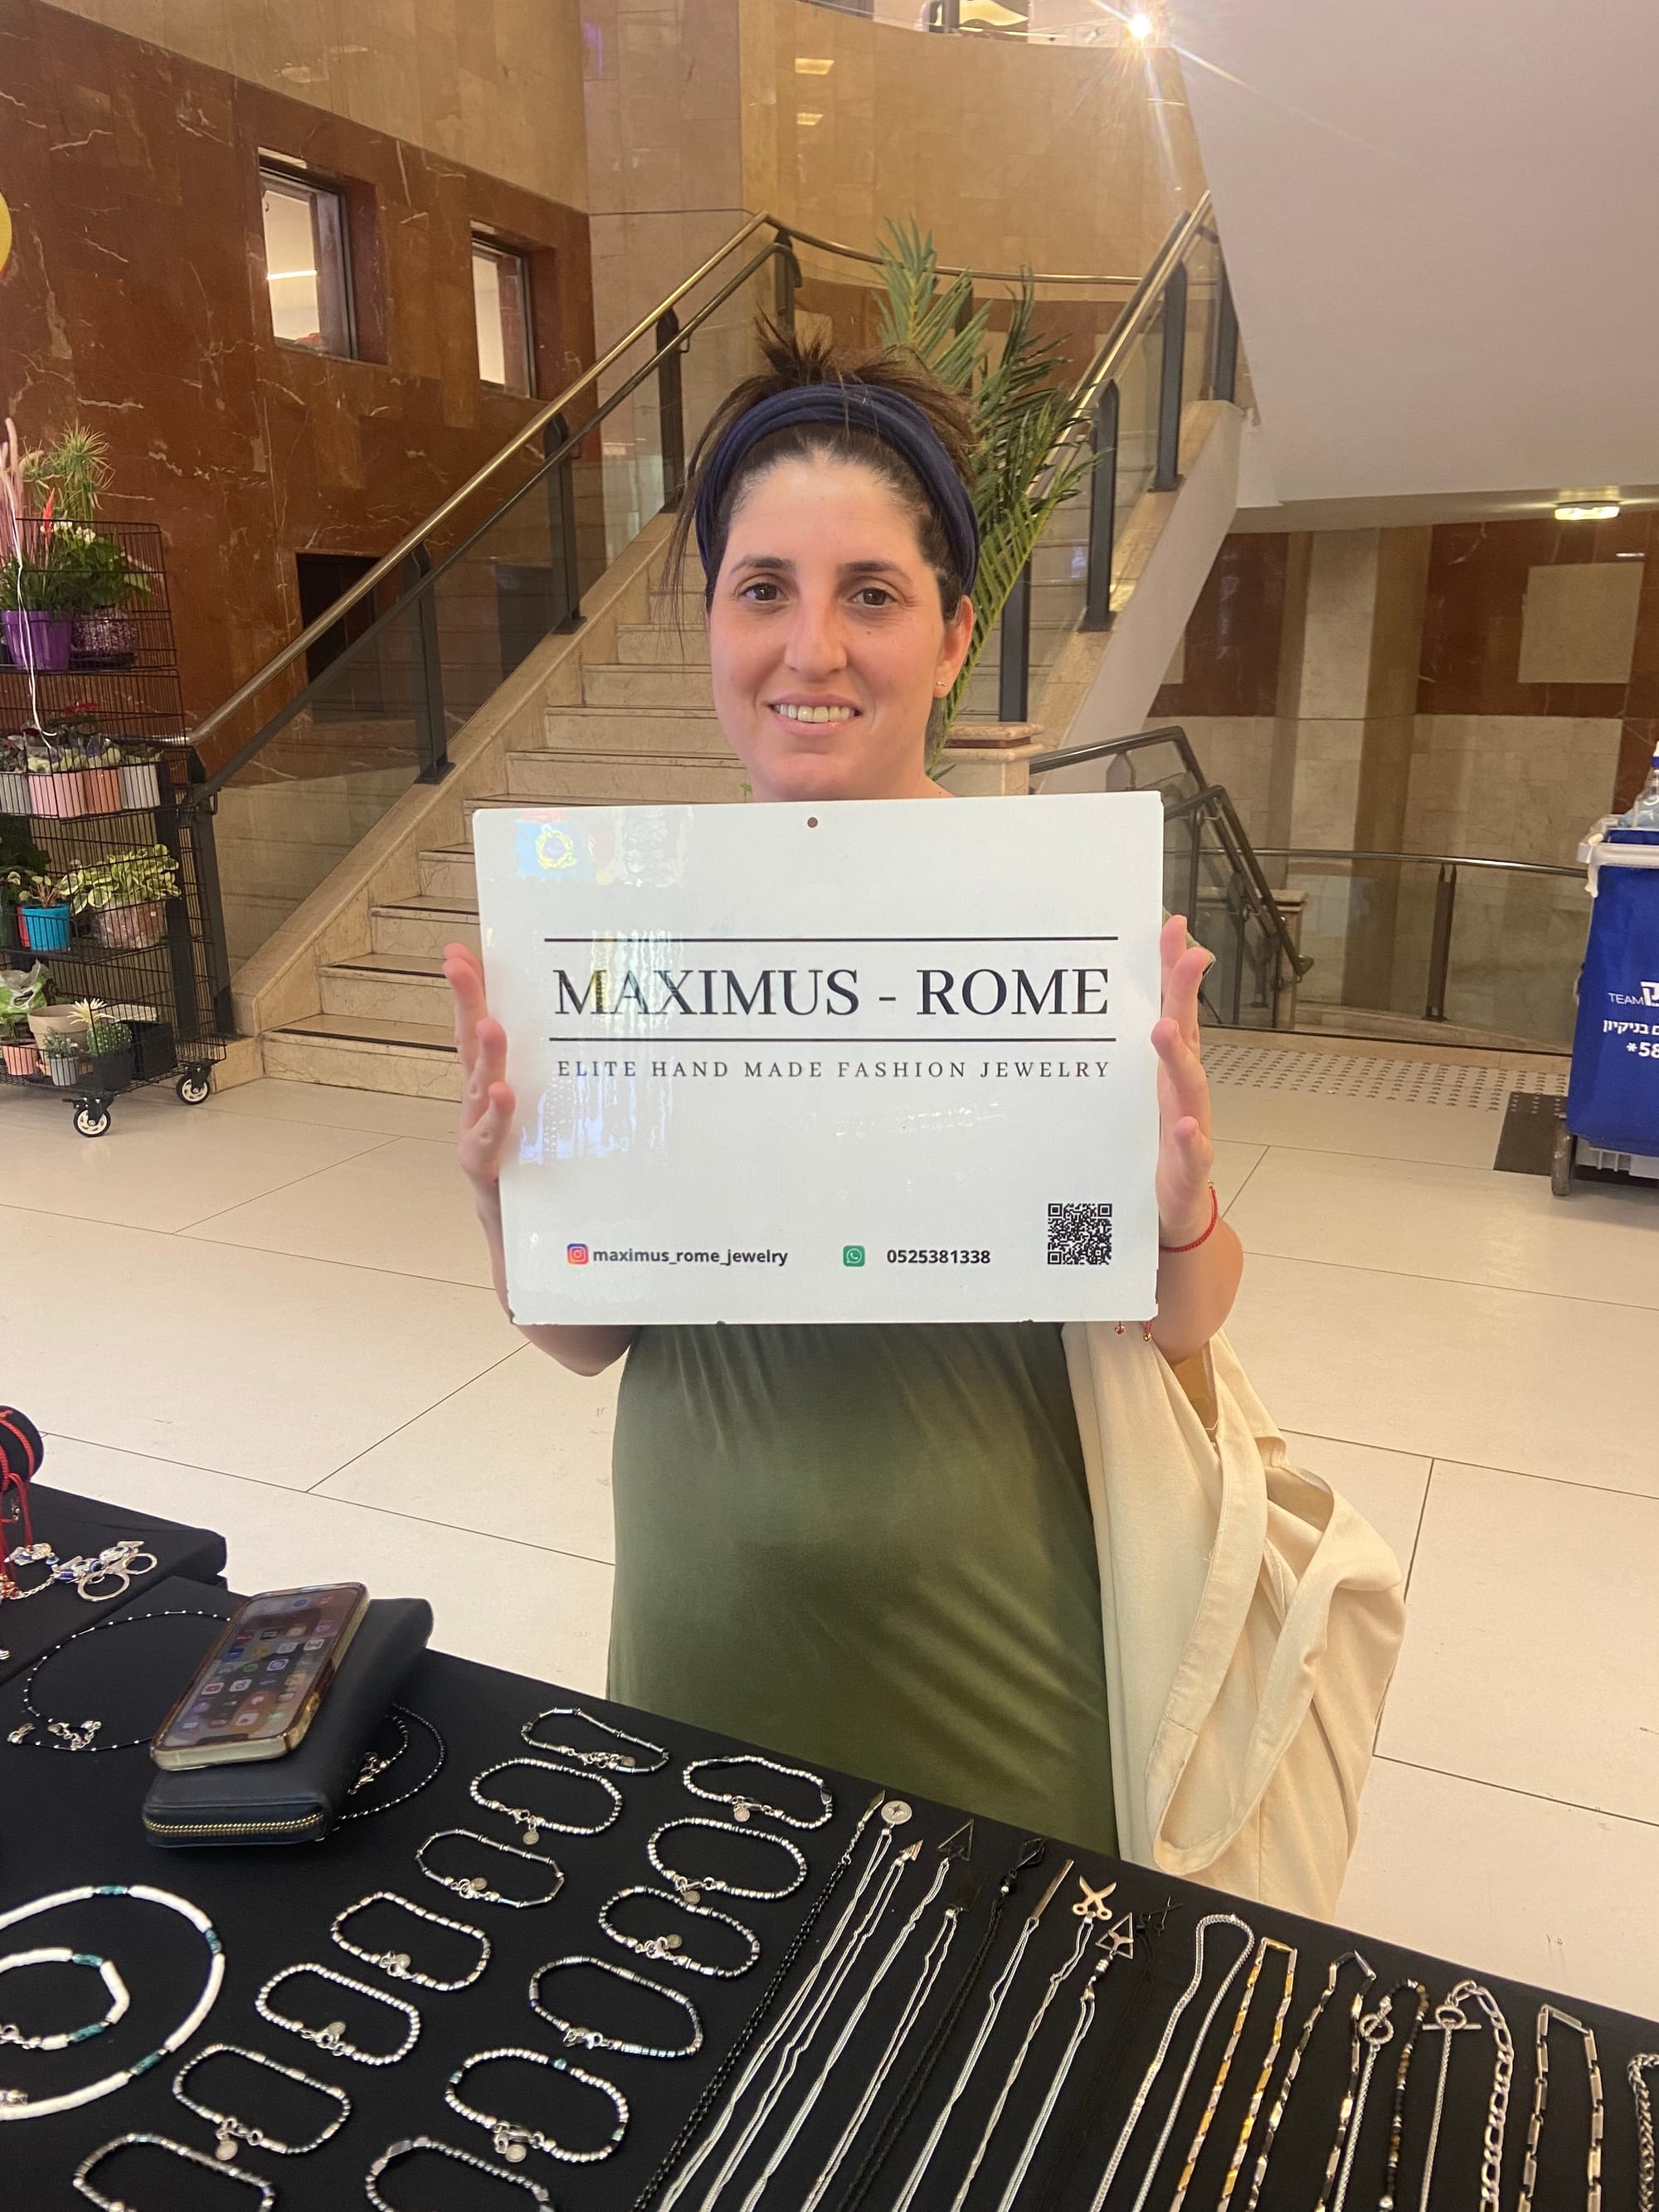 MAXIMUS - ROME
ELITE HAND MADE FASHION JEWELRY
maximus_rome_jewelry 0525381338
TEAM
בניקיון
*58